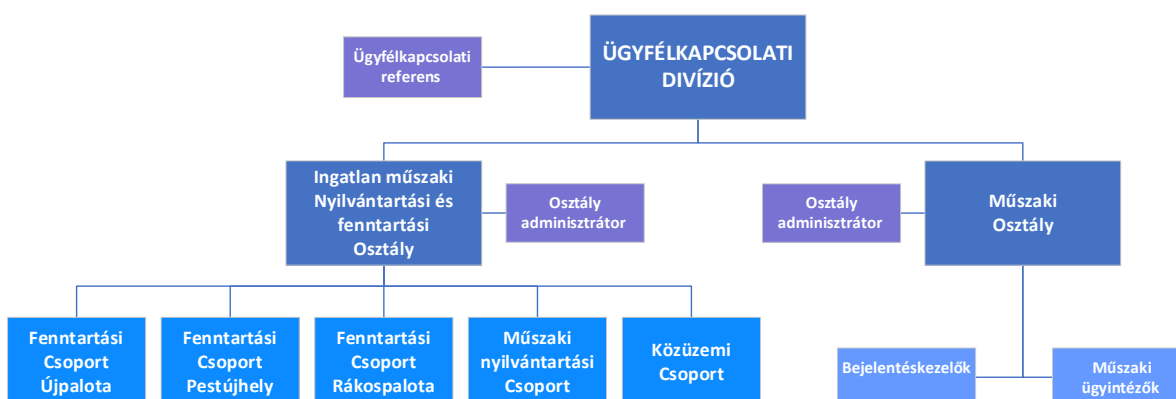 Ügyfélkapcsolati
referens
ÜGYFÉLKAPCSOLATI
DIVÍZIÓ
Ingatlan műszaki
Nyilvántartási és
fenntartási
Osztály
Osztály
adminisztrátor
Osztály
adminisztrátor
Műszaki
Osztály
Fenntartási
Csoport
Újpalota
Fenntartási
Csoport
Pestújhely
Fenntartási
Csoport
Rákospalota
Műszaki
nyilvántartási
Csoport
Közüzemi
Csoport
Bejelentéskezelők
Műszaki
ügyintézők